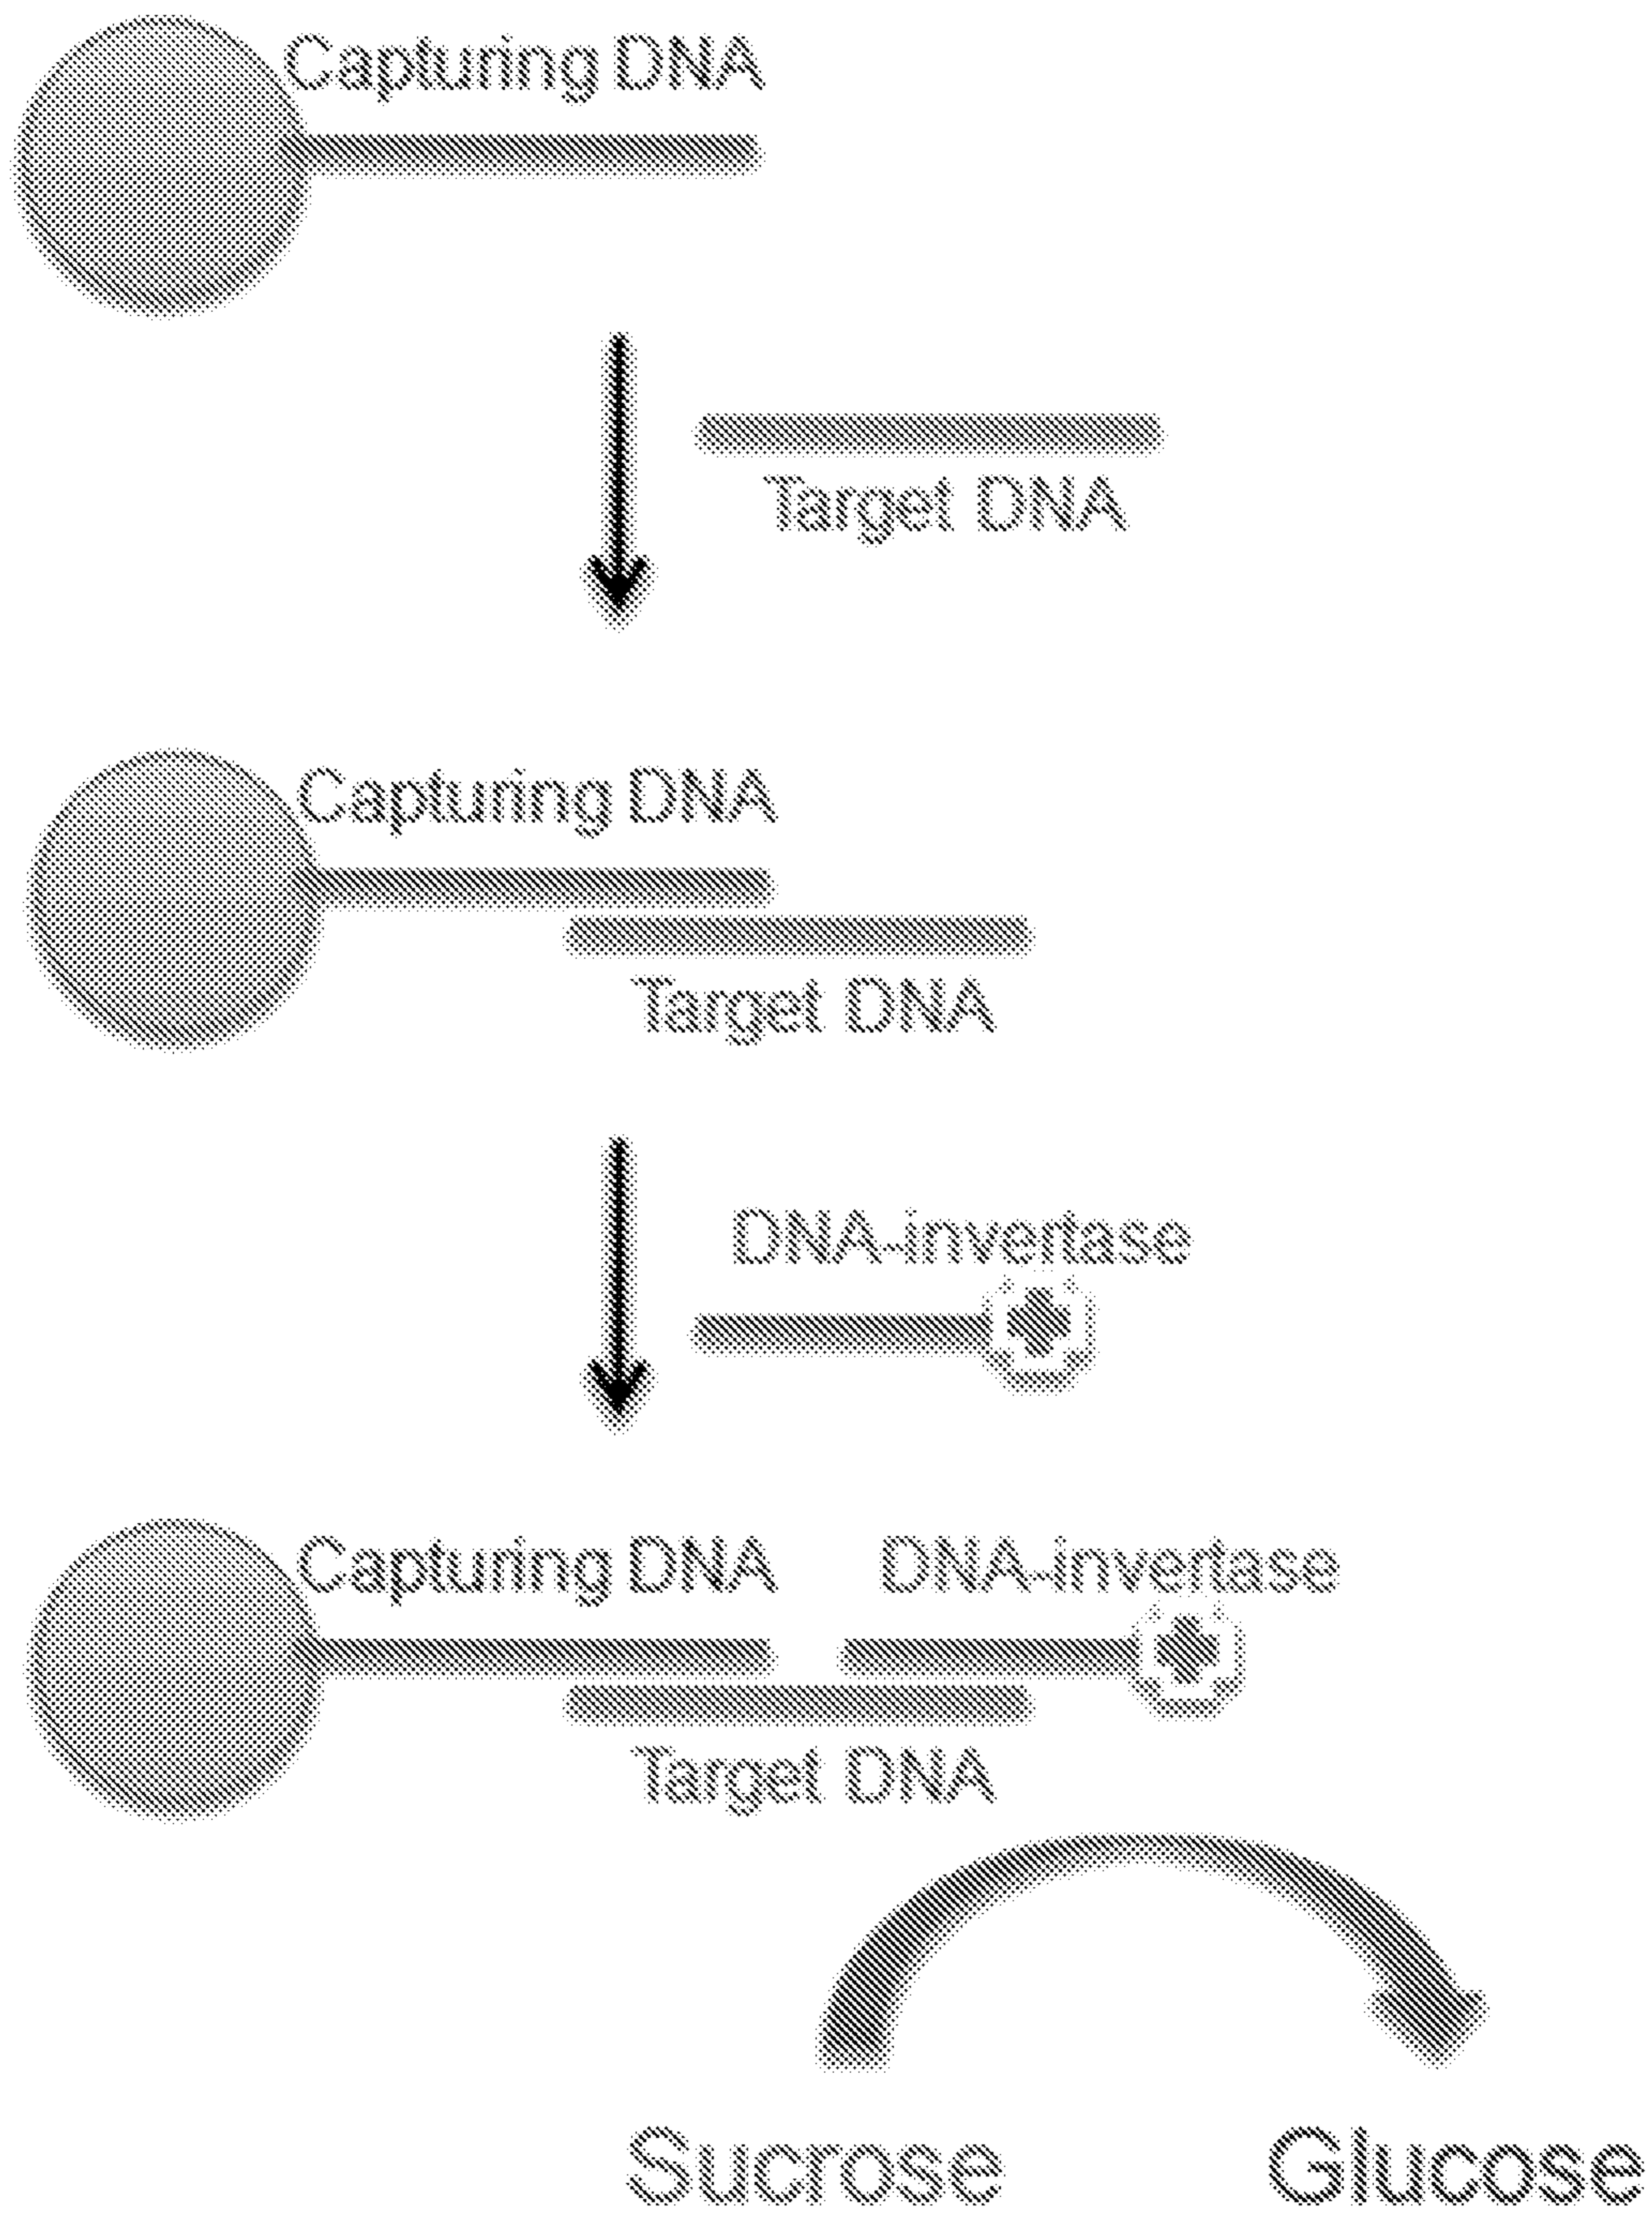 Capturing DNA
Target DNA
Capturing DNA
Target DNA
DNA-invertase
Capturing DNA DNA-invertase
Target DNA
Sucrose Glucose